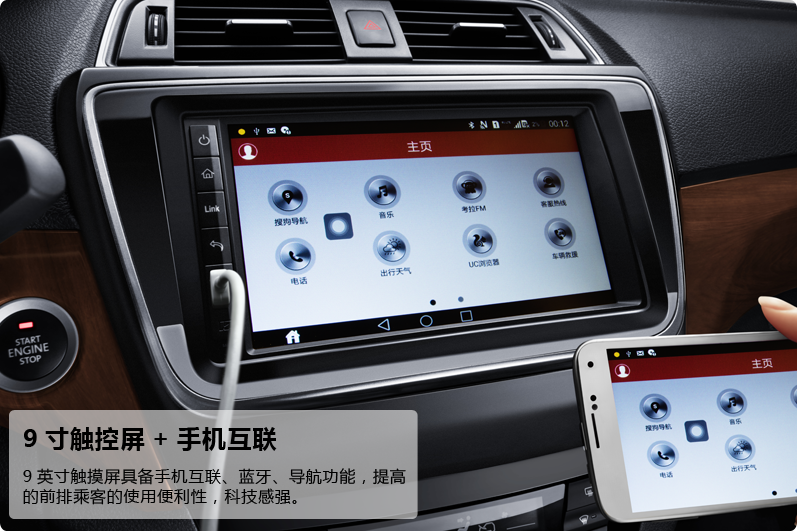 00:12
主页
搜狗导航
音乐
考拉FM
客服热线
Link
电话
出行天气
UC浏览器
车辆救援
START
ENGINE
STOP
主页
搜狗导航
音乐
电话
出行天气
9 寸触控屏 + 手机互联
9 英寸触摸屏具备手机互联、蓝牙、导航功能，提高
的前排乘客的使用便利性，科技感强。